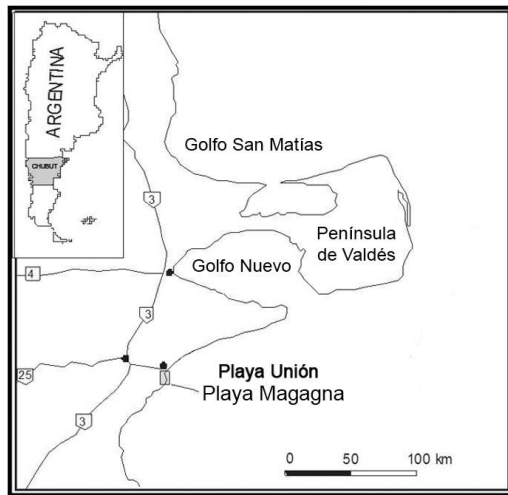 ARGENTINA
CHUBUT
Golfo San Matías
3
Península
de Valdés
Golfo Nuevo
4
3
Playa Unión
Playa Magagna
25
3
0 50 100 km